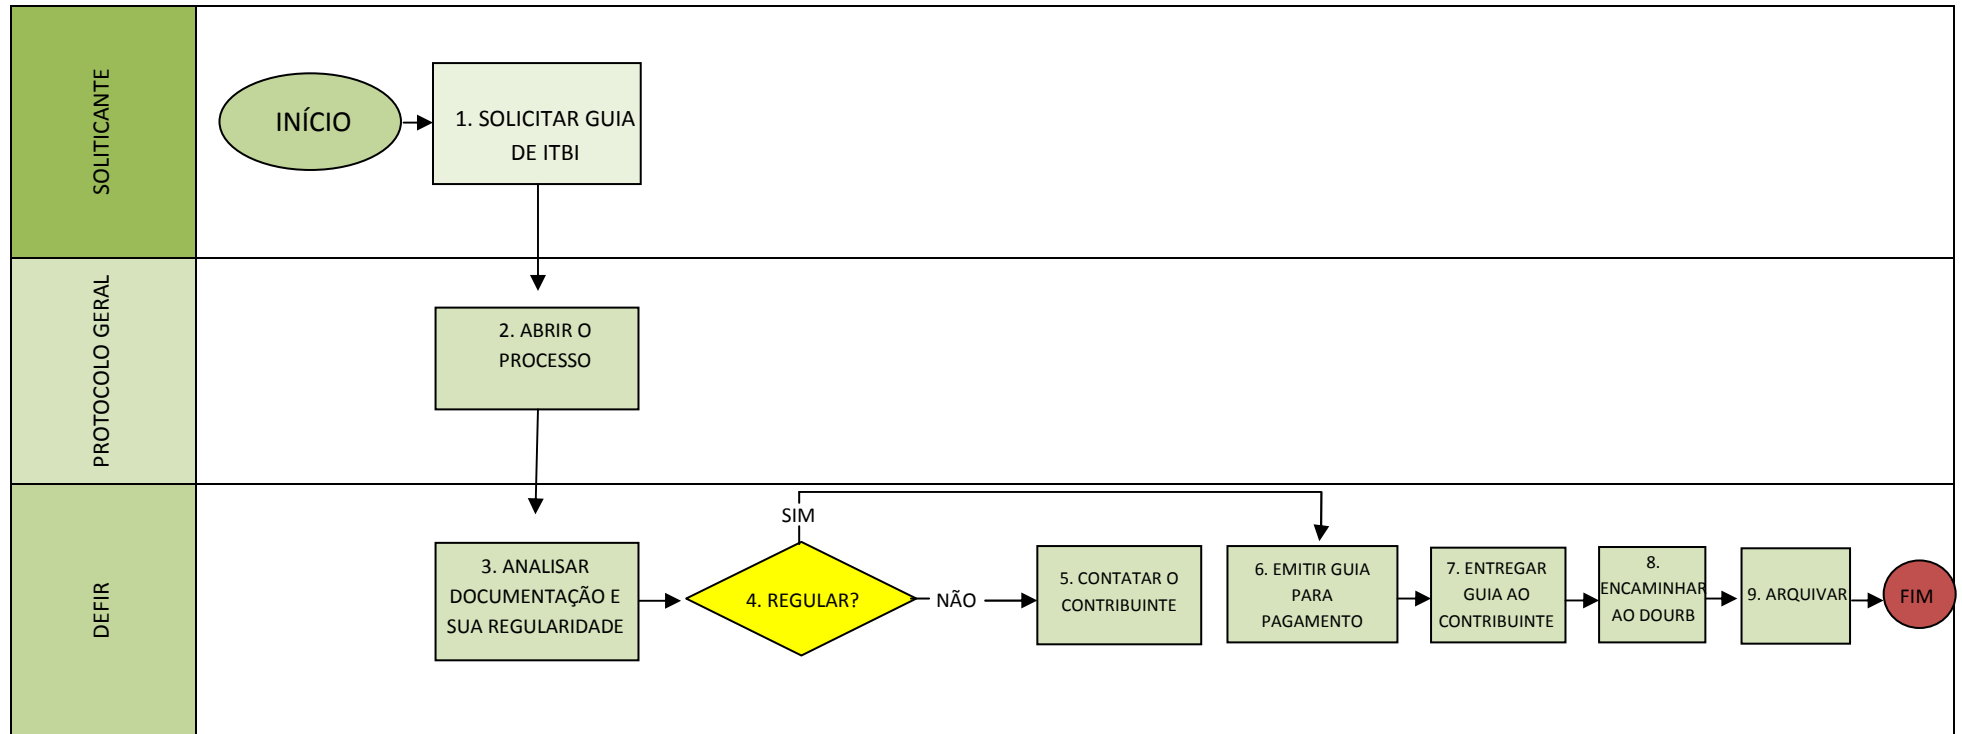 SOLITICANTE
INÍCIO
1. SOLICITAR GUIA
DE ITBI
PROTOCOLO GERAL
2. ABRIR O
PROCESSO
DEFIR
3. ANALISAR
DOCUMENTAÇÃO E
SUA REGULARIDADE
4. REGULAR?
SIM
NÃO
5. CONTATAR O
CONTRIBUINTE
6. EMITIR GUIA
PARA
PAGAMENTO
7. ENTREGAR
GUIA AO
CONTRIBUINTE
8.
ENCAMINHAR
AO DOURB
9. ARQUIVAR
FIM